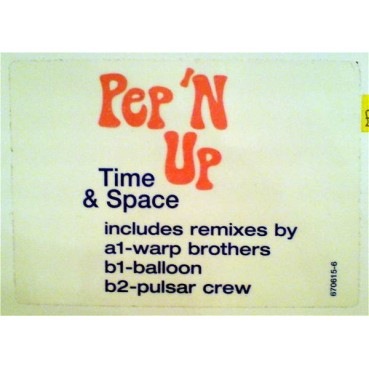 Pep 'N
Up
Time
& Space
includes remixes by
a1-warp brothers
b1-balloon
b2-pulsar crew
670615-6